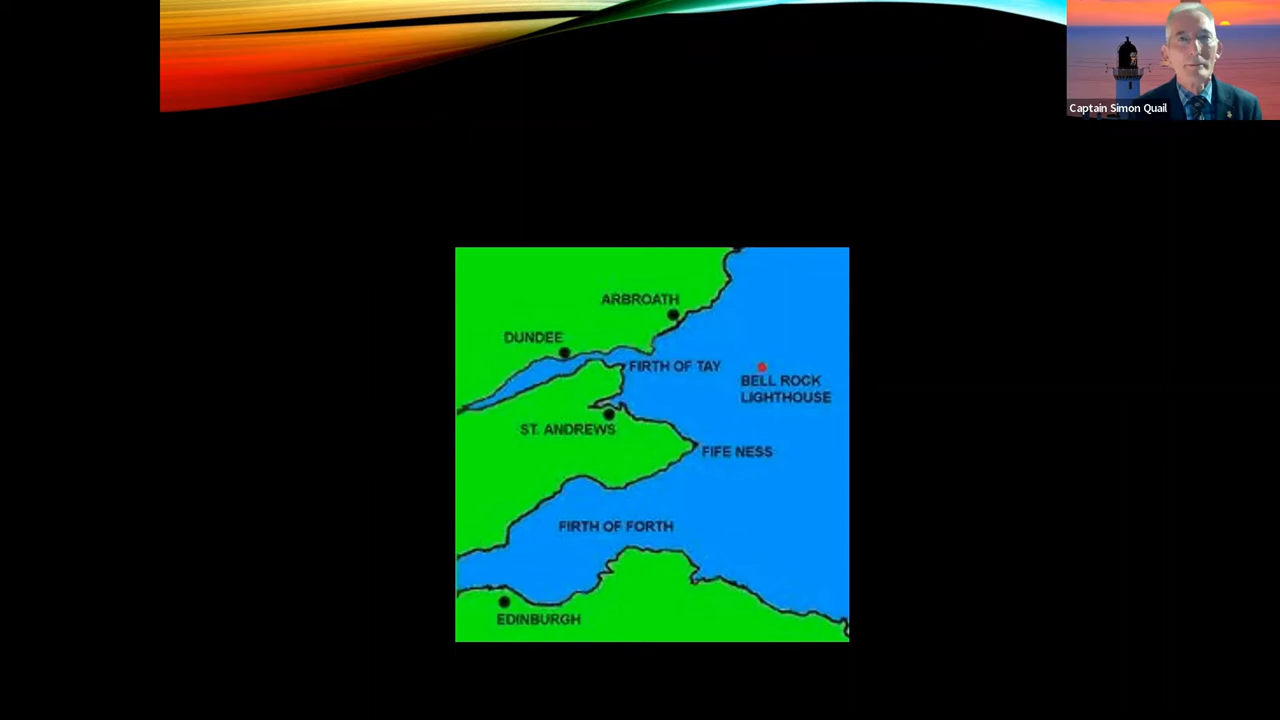 Captain Simon Quail
ARBROATH
DUNDEE
FIRTH OF TAY
BELL ROCK
LIGHTHOUSE
ST. ANDREWS
FIFE NESS
FIRTH OF FORTH
EDINBURGH